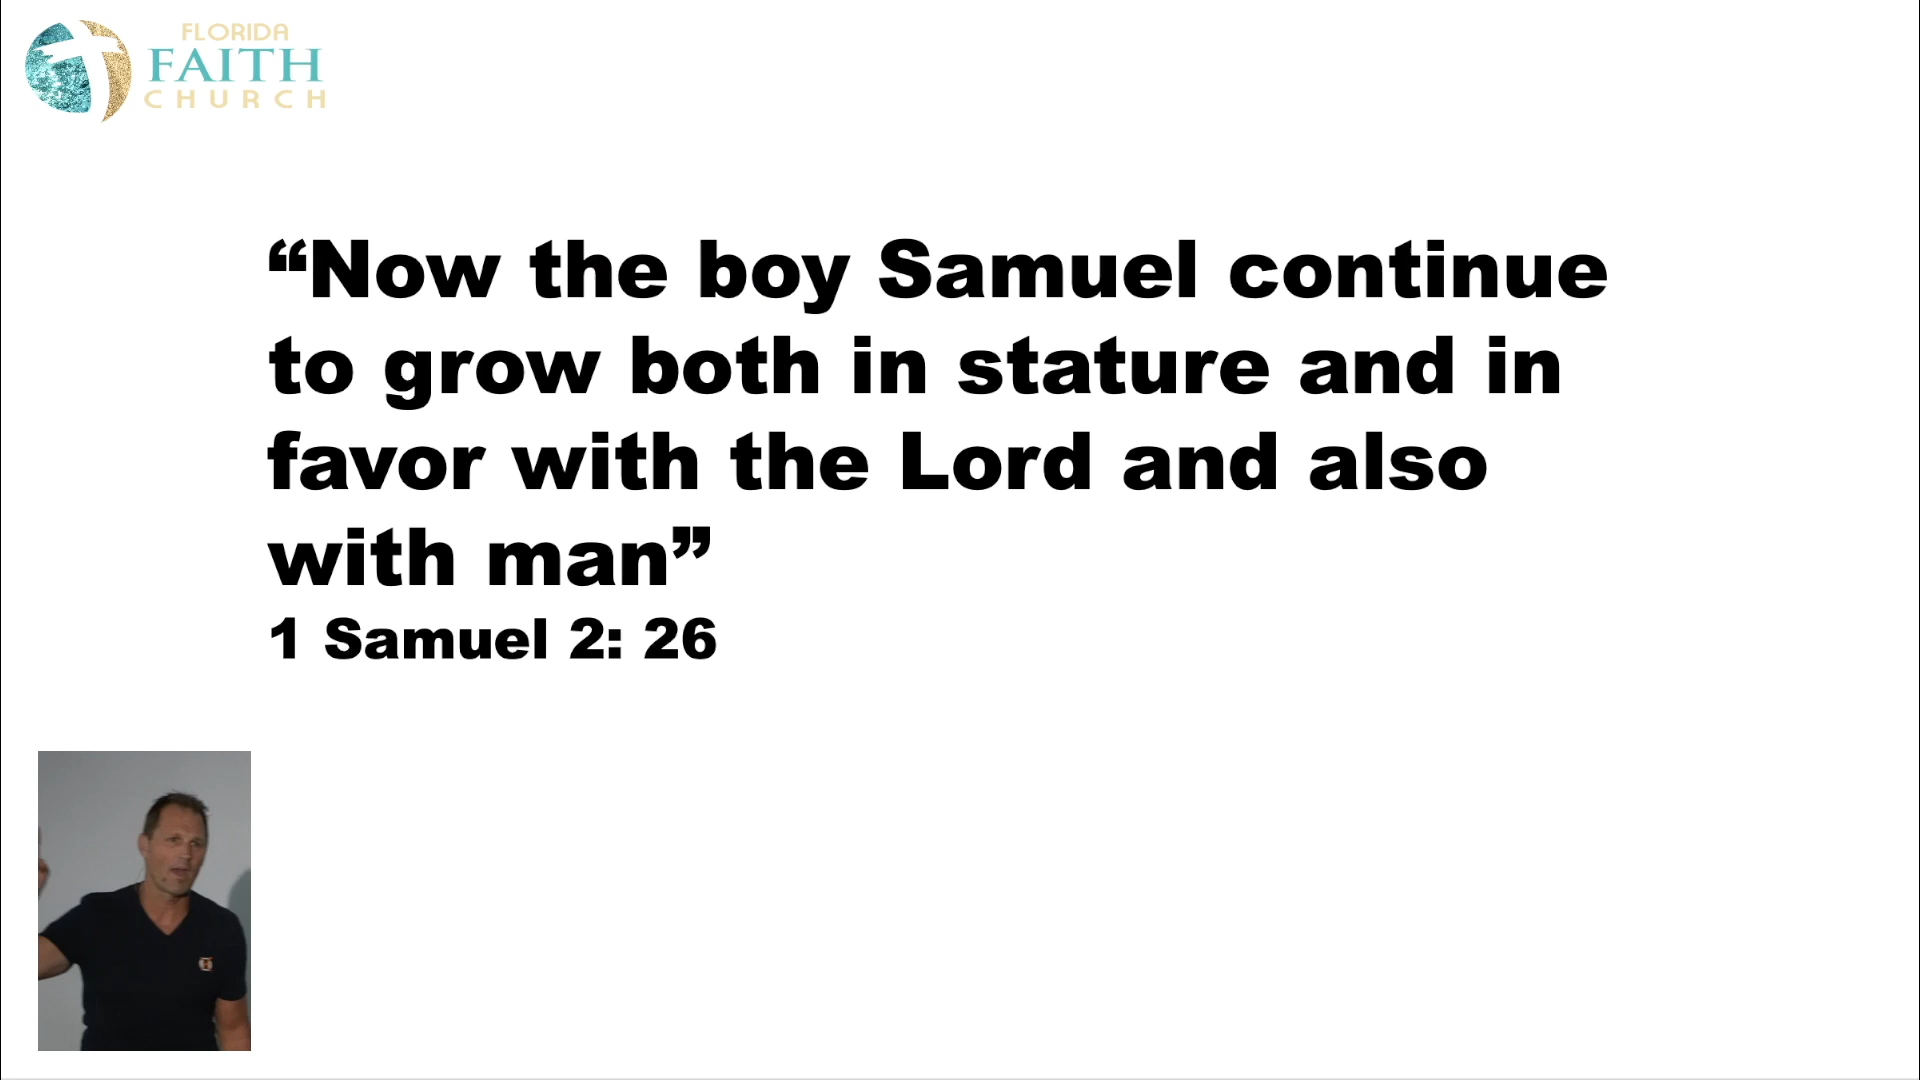 FLORIDA
FAITH
CHURCH
“Now the boy Samuel continue
to grow both in stature and in
favor with the Lord and also
with man”
1 Samuel 2: 26